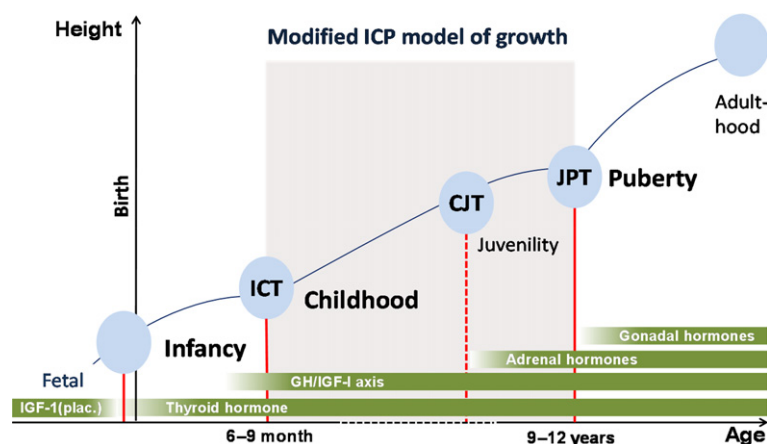 Height
Modified ICP model of growth
Adult-
hood
Birth
JPT
Puberty
CJT
Juvenility
ICT
Childhood
Infancy
Fetal
Gonadal hormones
Adrenal hormones
GH/IGF-I axis
IGF-1(plac.)
Thyroid hormone
6–9 month
9–12 years
Age